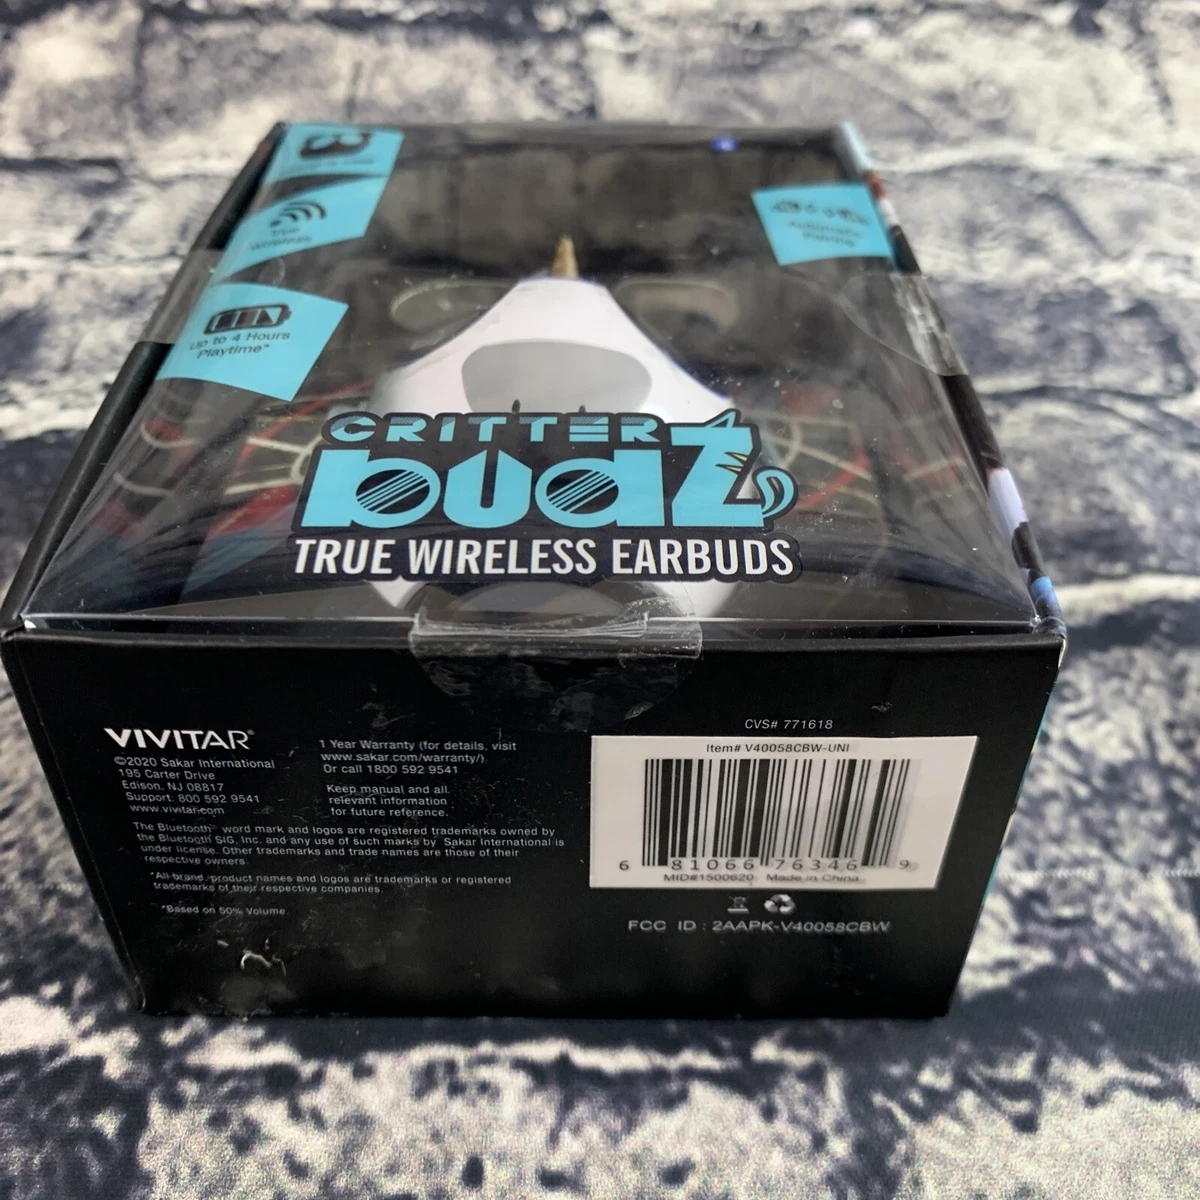 True
Wireless
Up to 4 Hours
Playtime*
Automatic
Pairing
CRITTER
budZ
TRUE WIRELESS EARBUDS
VIVITAR®
©2020 Sakar International
195 Carter Drive
Edison, NJ 08817
Support: 800 592 9541
www.vivitar.com
1 Year Warranty (for details, visit
www.sakar.com/warranty/)
Or call 1800 592 9541
Keep manual and all
relevant information
for future reference.
The Bluetooth® word mark and logos are registered trademarks owned by
the Bluetooth SIG, Inc. and any use of such marks by Sakar International is
under license. Other trademarks and trade names are those of their
respective owners.
*All brand, product names and logos are trademarks or registered
trademarks of their respective companies.
*Based on 50% Volume
CVS# 771618
Item# V40058CBW-UNI
6 81066 76346 9
MID#1500620 Made in China
FCC ID : 2AAPK-V40058CBW